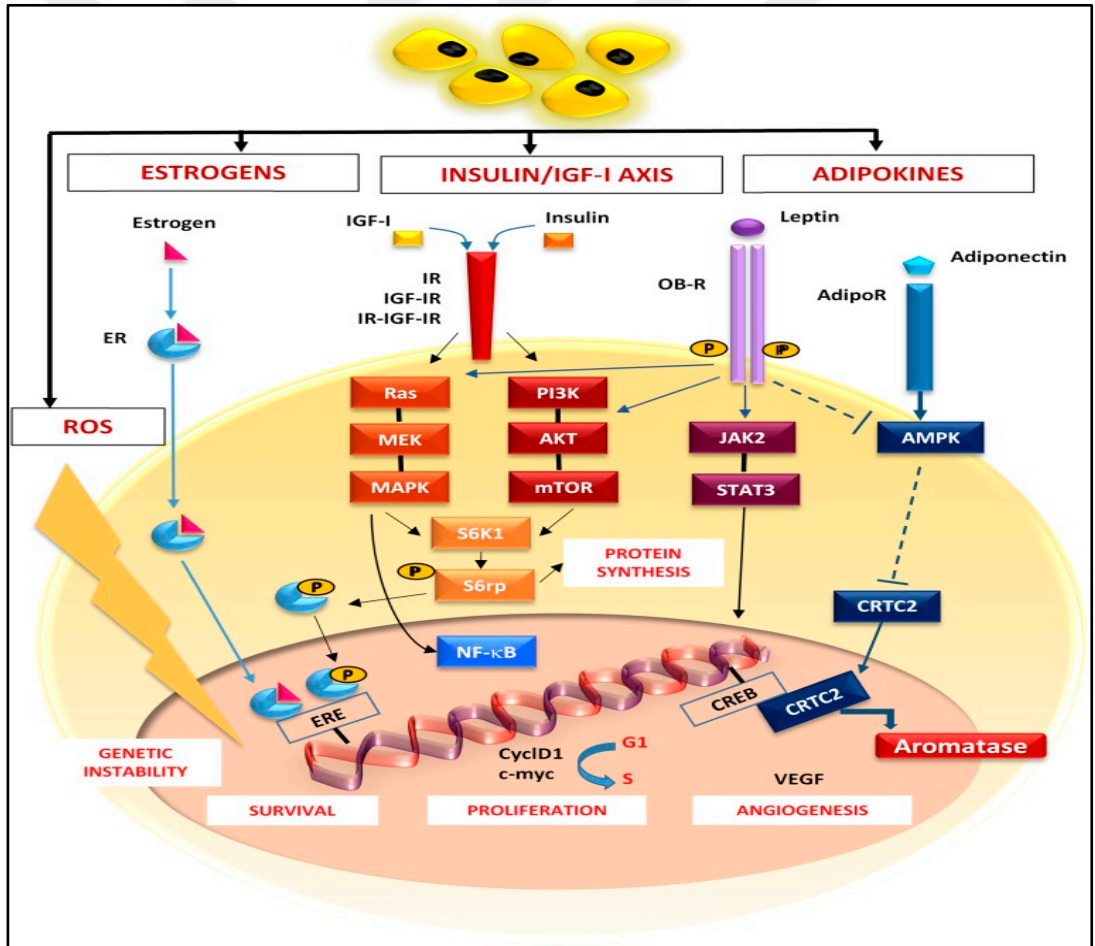 ESTROGENS
INSULIN/IGF-I AXIS
ADIPOKINES
Estrogen
IGF-I
Insulin
Leptin
Adiponectin
IR
IGF-IR
IR-IGF-IR
OB-R
AdipoR
ER
P
P
ROS
Ras
PI3K
MEK
AKT
JAK2
AMPK
MAPK
mTOR
STAT3
S6K1
PROTEIN
SYNTHESIS
P
S6rp
P
CRTC2
NF-κB
P
ERE
CREB
CRTC2
GENETIC
INSTABILITY
CyclD1
c-myc
G1
S
Aromatase
VEGF
SURVIVAL
PROLIFERATION
ANGIOGENESIS